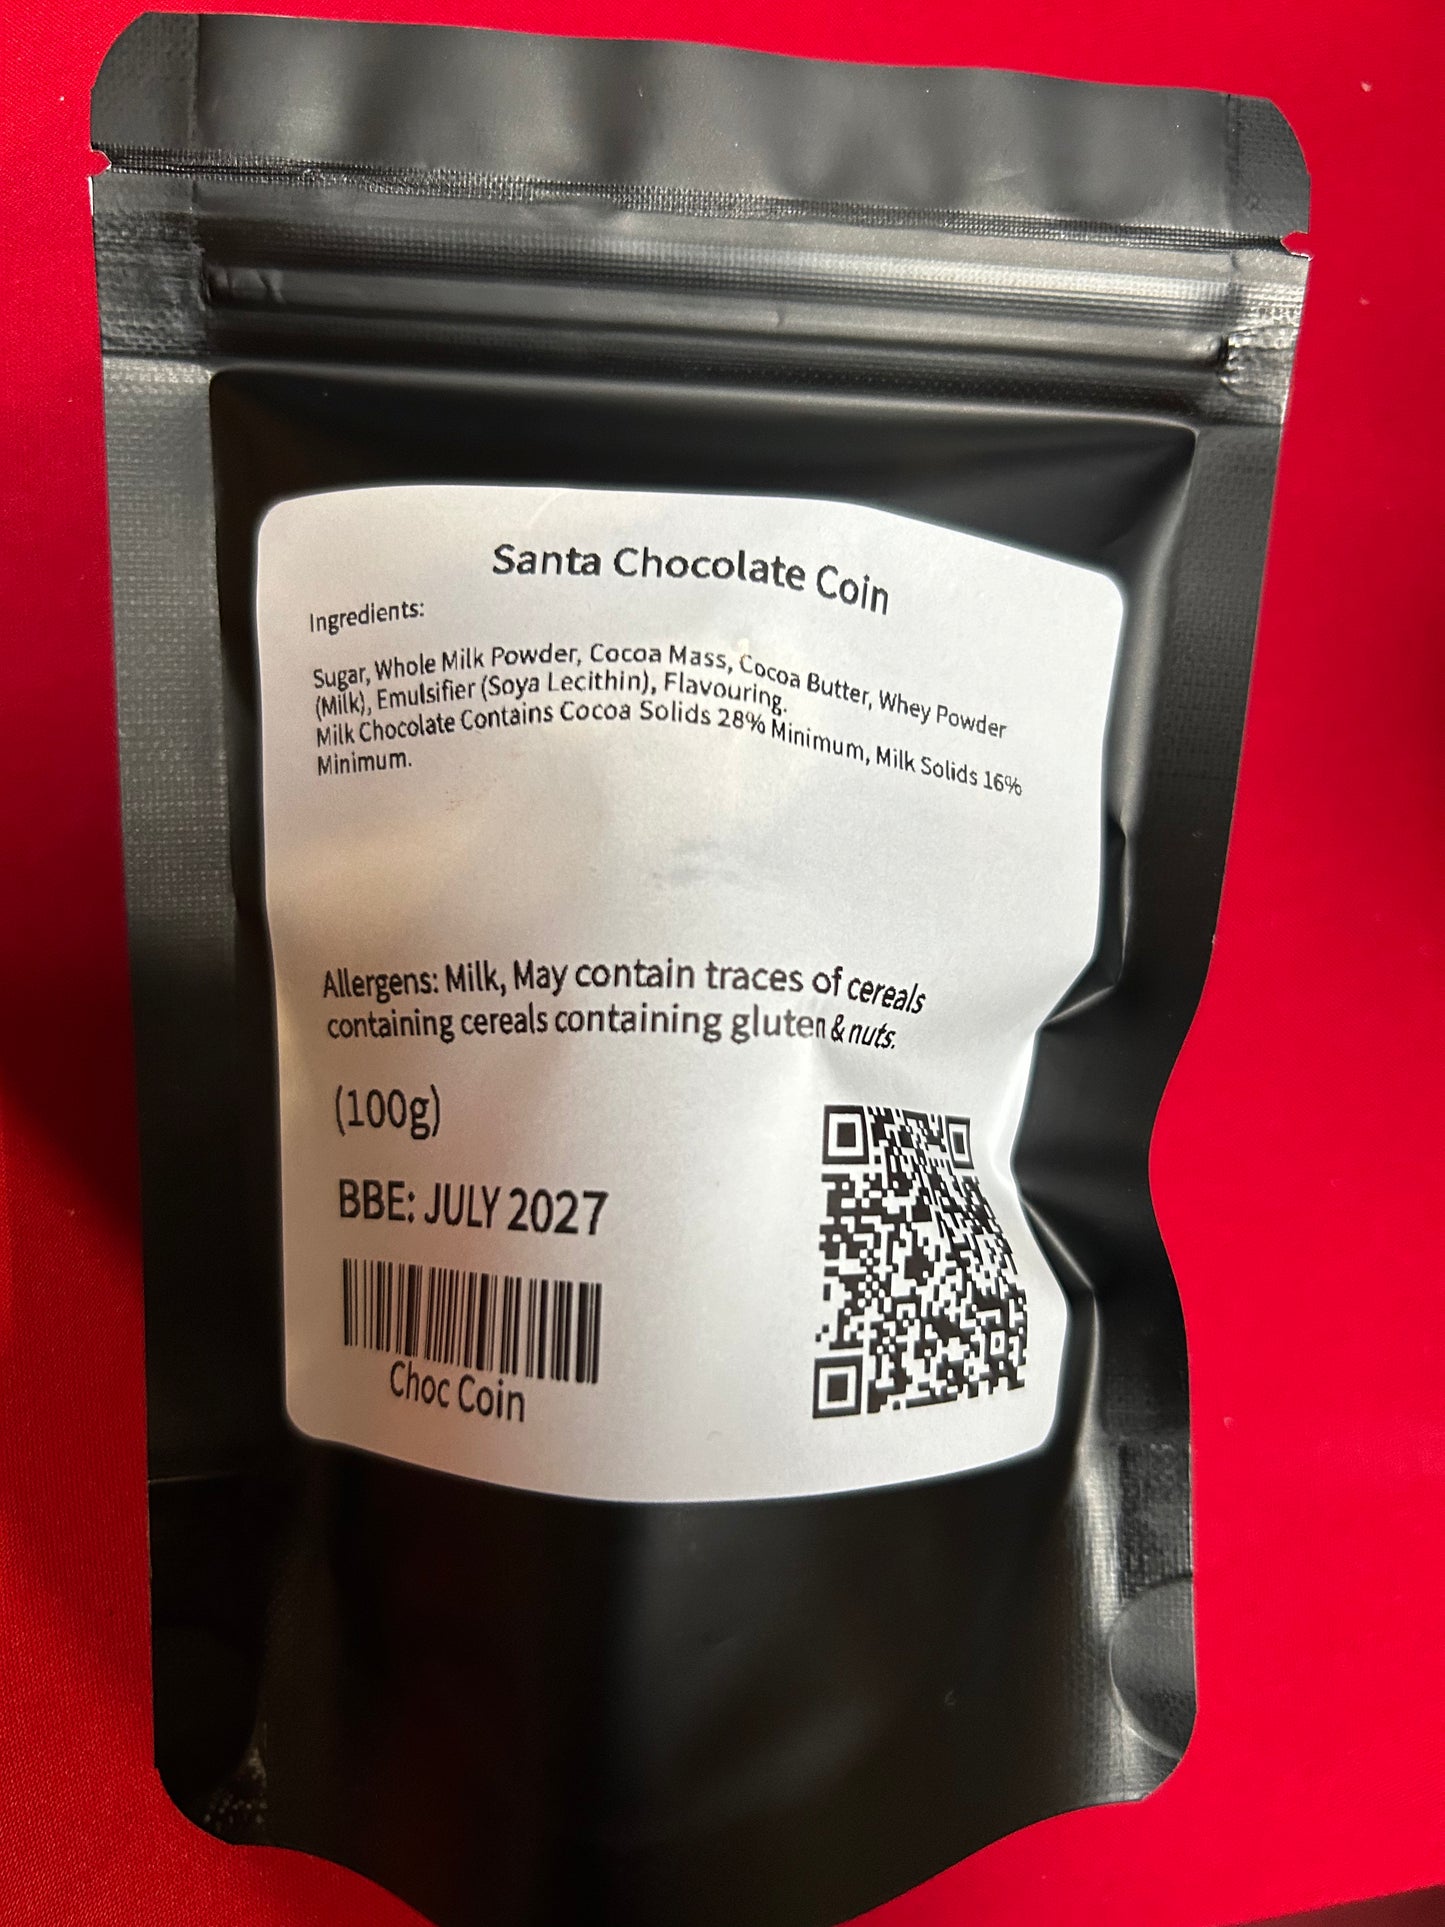 Santa Chocolate Coin
Ingredients:
Sugar, Whole Milk Powder, Cocoa Mass, Cocoa Butter, Whey Powder
(Milk), Emulsifier (Soya Lecithin), Flavouring.
Milk Chocolate Contains Cocoa Solids 28% Minimum, Milk Solids 16%
Minimum.
Allergens: Milk, May contain traces of cereals
containing cereals containing gluten & nuts.
(100g)
BBE: JULY 2027
Choc Coin